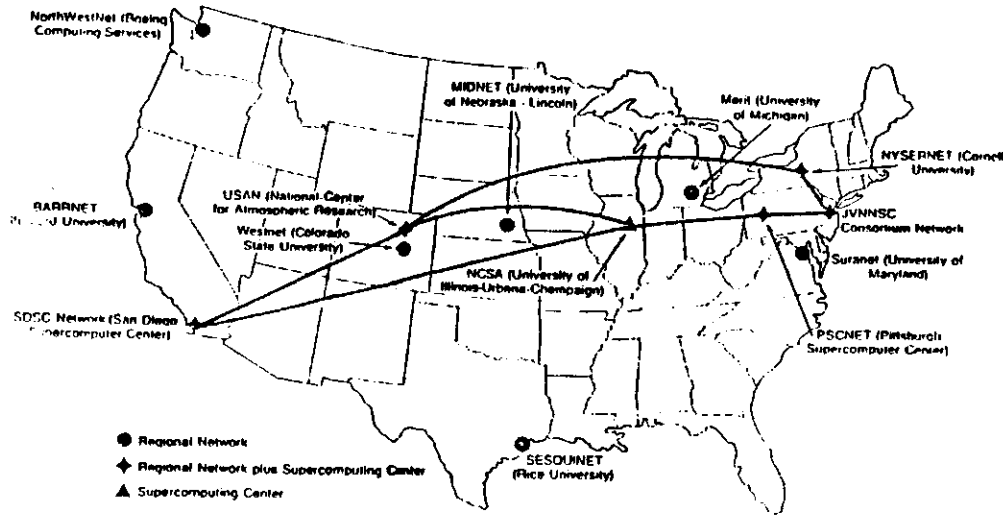 NorthWestNet (Boeing
Computing Services)
MIDNET (University
of Nebraska - Lincoln)
Merit (University
of Michigan)
NYSERNET (Cornell
University)
USAN (National Center
for Atmospheric Research)
BARRNET
University)
Westnet (Colorado
State University)
JVNNSC
Consortium Network
Suranet (University of
Maryland)
NCSA (University of
Illinois-Urbana-Champaign)
SDSC Network (San Diego
Supercomputer Center)
PSCNET (Pittsburgh
Supercomputer Center)
Regional Network
Regional Network plus Supercomputing Center
Supercomputing Center
SESQUINET
(Rice University)